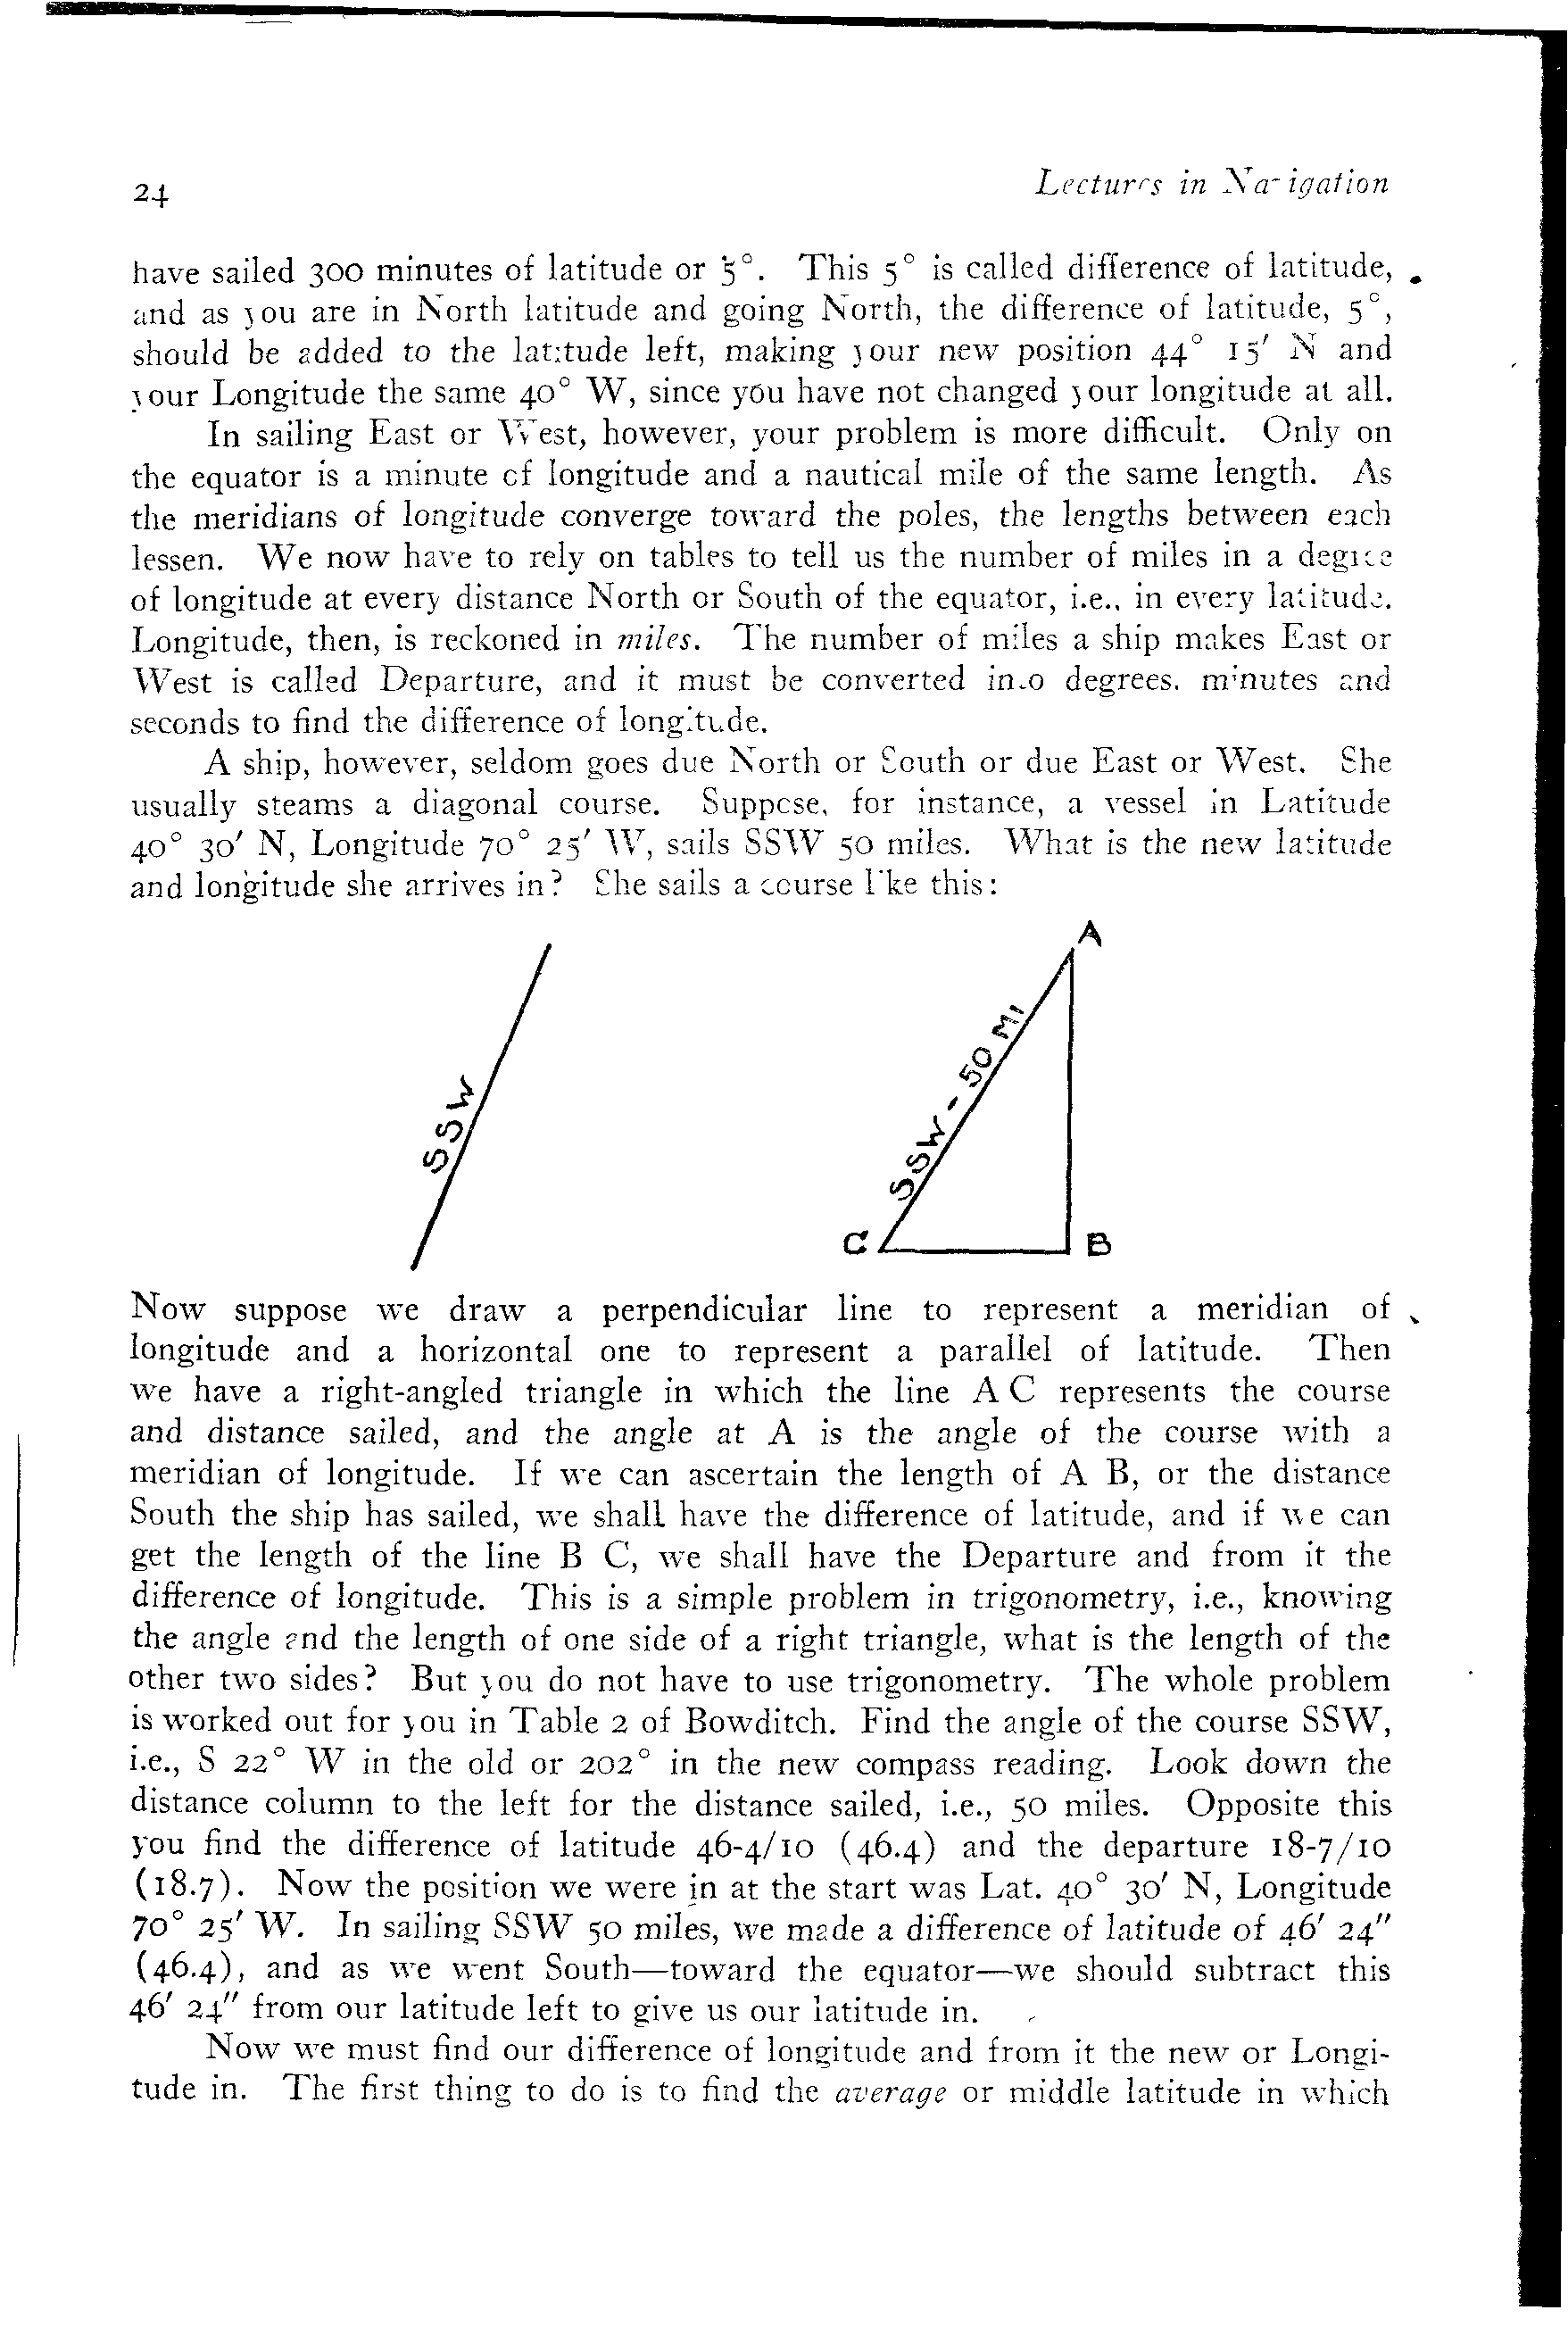 24 Lectures in Navigation
have sailed 300 minutes of latitude or 5°. This 5° is called difference of latitude,
and as you are in North latitude and going North, the difference of latitude, 5°,
should be added to the latitude left, making your new position 44° 15′ N and
your Longitude the same 40° W, since you have not changed your longitude at all.
In sailing East or West, however, your problem is more difficult. Only on
the equator is a minute of longitude and a nautical mile of the same length. As
the meridians of longitude converge toward the poles, the lengths between each
lessen. We now have to rely on tables to tell us the number of miles in a degree
of longitude at every distance North or South of the equator, i.e., in every latitude.
Longitude, then, is reckoned in miles. The number of miles a ship makes East or
West is called Departure, and it must be converted into degrees, minutes and
seconds to find the difference of longitude.
A ship, however, seldom goes due North or South or due East or West. She
usually steams a diagonal course. Suppose, for instance, a vessel in Latitude
40° 30′ N, Longitude 70° 25′ W, sails SSW 50 miles. What is the new latitude
and longitude she arrives in? She sails a course like this:
SSW
A
SSW - 50 MI
C
B
Now suppose we draw a perpendicular line to represent a meridian of
longitude and a horizontal one to represent a parallel of latitude. Then
we have a right-angled triangle in which the line A C represents the course
and distance sailed, and the angle at A is the angle of the course with a
meridian of longitude. If we can ascertain the length of A B, or the distance
South the ship has sailed, we shall have the difference of latitude, and if we can
get the length of the line B C, we shall have the Departure and from it the
difference of longitude. This is a simple problem in trigonometry, i.e., knowing
the angle and the length of one side of a right triangle, what is the length of the
other two sides? But you do not have to use trigonometry. The whole problem
is worked out for you in Table 2 of Bowditch. Find the angle of the course SSW,
i.e., S 22° W in the old or 202° in the new compass reading. Look down the
distance column to the left for the distance sailed, i.e., 50 miles. Opposite this
you find the difference of latitude 46-4/10 (46.4) and the departure 18-7/10
(18.7). Now the position we were in at the start was Lat. 40° 30′ N, Longitude
70° 25′ W. In sailing SSW 50 miles, we made a difference of latitude of 46′ 24″
(46.4), and as we went South—toward the equator—we should subtract this
46′ 24″ from our latitude left to give us our latitude in.
Now we must find our difference of longitude and from it the new or Longi-
tude in. The first thing to do is to find the average or middle latitude in which